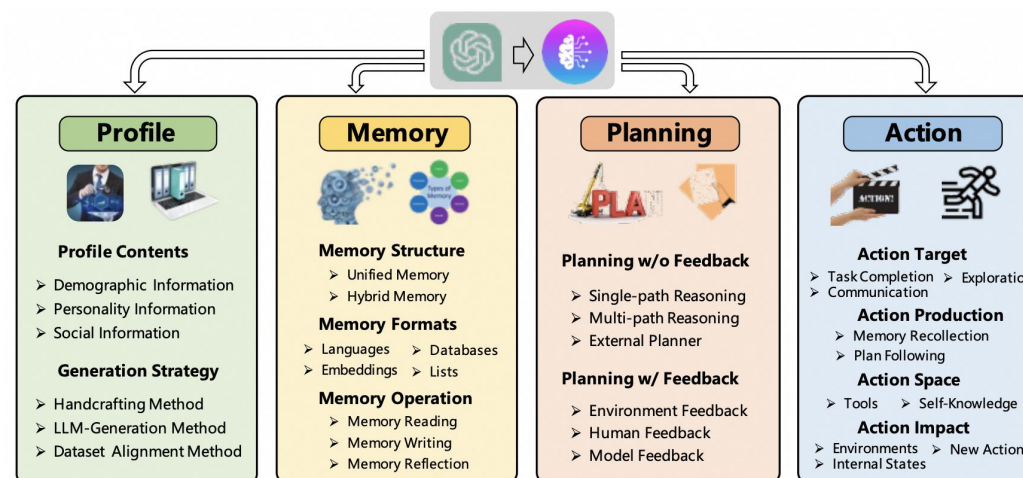 Profile
Profile Contents
➢ Demographic Information
➢ Personality Information
➢ Social Information
Generation Strategy
➢ Handcrafting Method
➢ LLM-Generation Method
➢ Dataset Alignment Method
Memory
Types of
Memory
Memory Structure
➢ Unified Memory
➢ Hybrid Memory
Memory Formats
➢ Languages ➢ Databases
➢ Embeddings ➢ Lists
Memory Operation
➢ Memory Reading
➢ Memory Writing
➢ Memory Reflection
Planning
PLAN
Planning w/o Feedback
➢ Single-path Reasoning
➢ Multi-path Reasoning
➢ External Planner
Planning w/ Feedback
➢ Environment Feedback
➢ Human Feedback
➢ Model Feedback
Action
ACTION!
Action Target
➢ Task Completion ➢ Exploratio
➢ Communication
Action Production
➢ Memory Recollection
➢ Plan Following
Action Space
➢ Tools ➢ Self-Knowledge
Action Impact
➢ Environments ➢ New Action
➢ Internal States